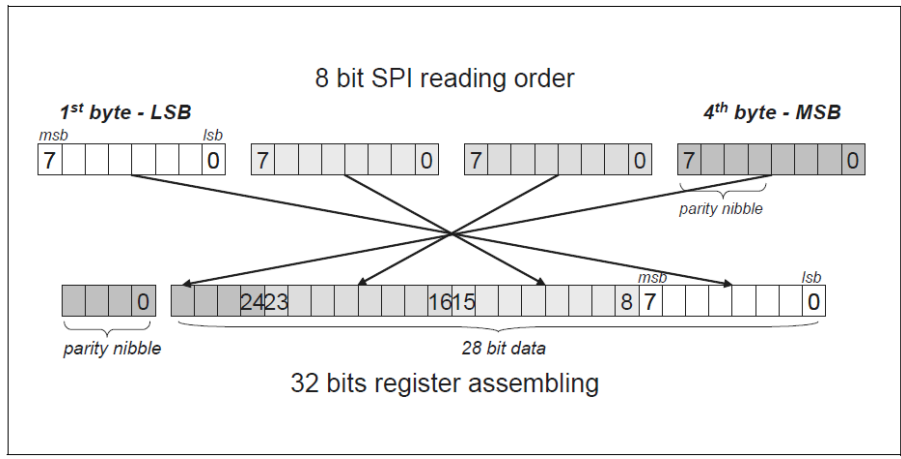 8 bit SPI reading order
1st byte - LSB
4th byte - MSB
msb
lsb
7 0 7 0 7 0 7 0
parity nibble
msb
lsb
0 24 23 16 15 8 7 0
parity nibble
28 bit data
32 bits register assembling